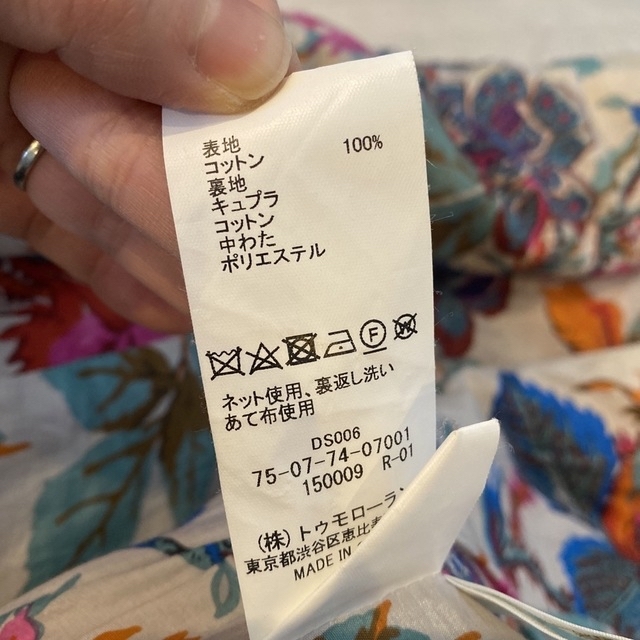 表地
コットン 100%
裏地
キュプラ
コットン
中わた
ポリエステル
F
W
ネット使用、裏返し洗い
あて布使用
DS006
75-07-74-07001
150009 R-01
(株)トゥモローラン
東京都渋谷区恵比寿
MADE IN